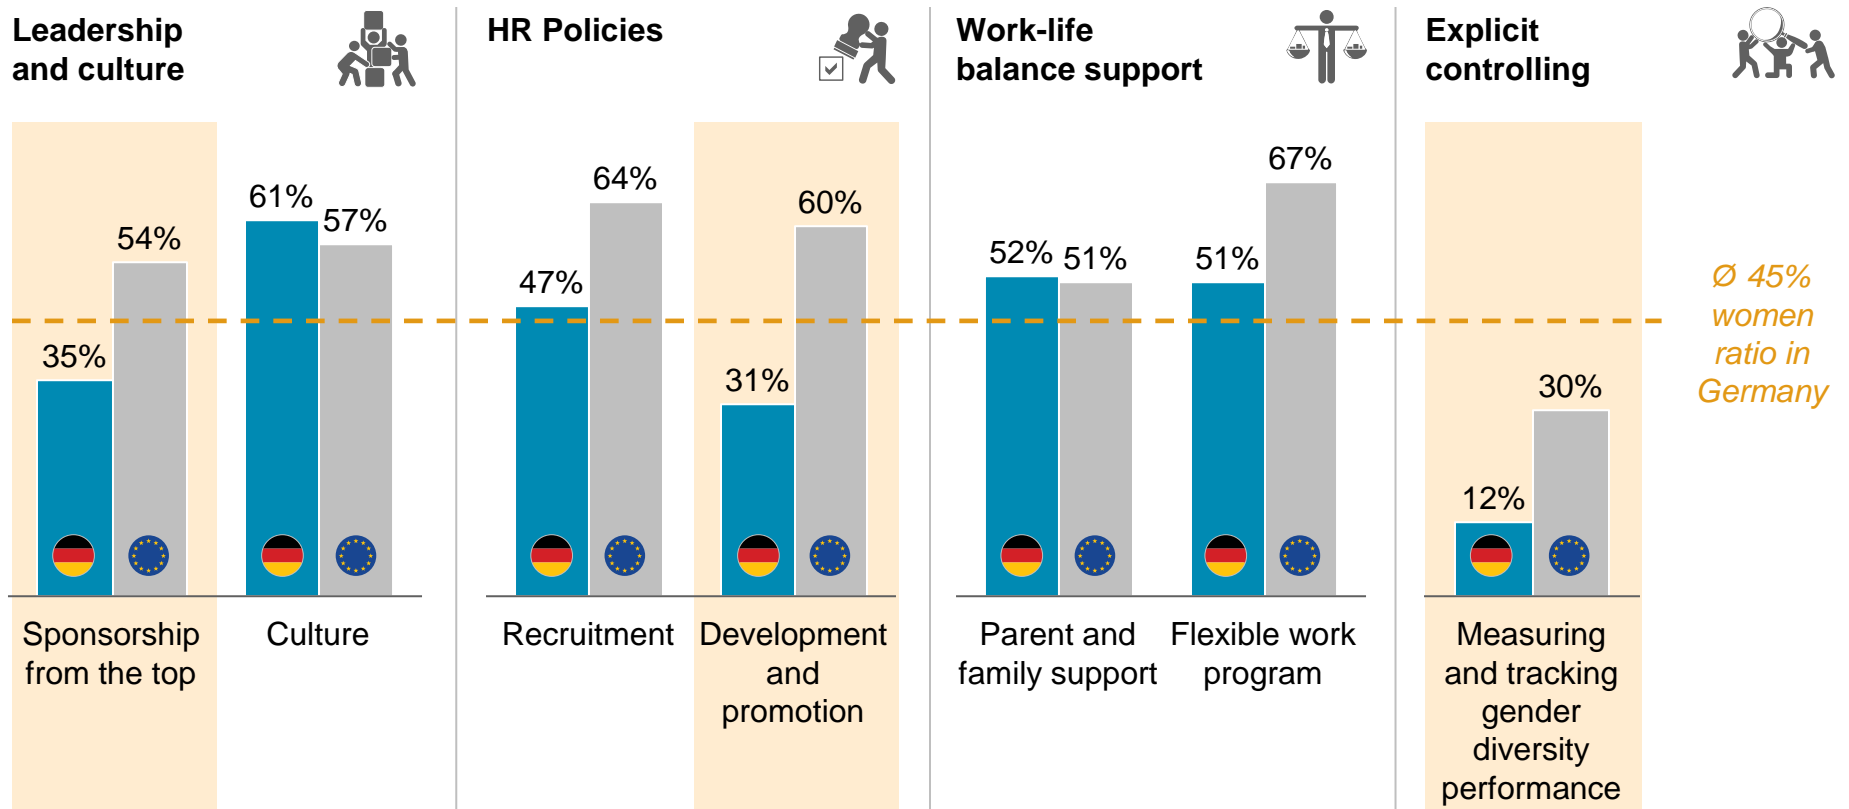 Leadership
and culture
HR Policies
Work-life
balance support
Explicit
controlling
54%
35%
61%
57%
47%
64%
31%
60%
52%
51%
51%
67%
12%
30%
Ø 45%
women
ratio in
Germany
Sponsorship
from the top
Culture
Recruitment
Development
and
promotion
Parent and
family support
Flexible work
program
Measuring
and tracking
gender
diversity
performance